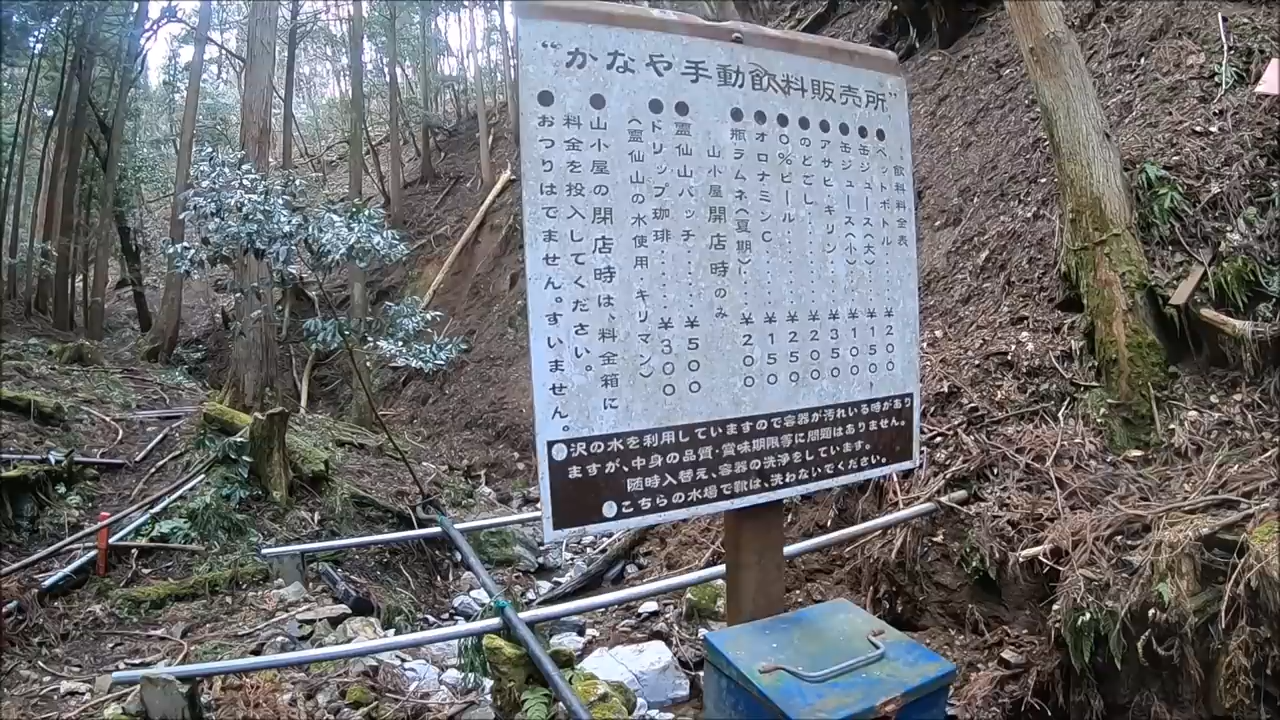 “かなや手動飲料販売所”
飲料料金表
●ペットボトル……¥200
●缶ジュース(大)……¥150
●缶ジュース(小)……¥100
●アサヒ・キリン……¥350
●のどごし……¥200
●0%ビール……¥250
●オロナミンC……¥150
●瓶ラムネ(夏期)……¥200
山小屋開店時のみ
●霊仙山バッチ……¥500
●ドリップ珈琲……¥300
(霊仙山の水使用 キリマン)
●山小屋の閉店時は、料金箱に
料金を投入してください。
●おつりはでません。すいません。
●沢の水を利用していますので容器が汚れいる時があり
ますが、中身の品質・賞味期限等に問題はありません。
随時入替え、容器の洗浄をしています。
●こちらの水場で靴は、洗わないでください。